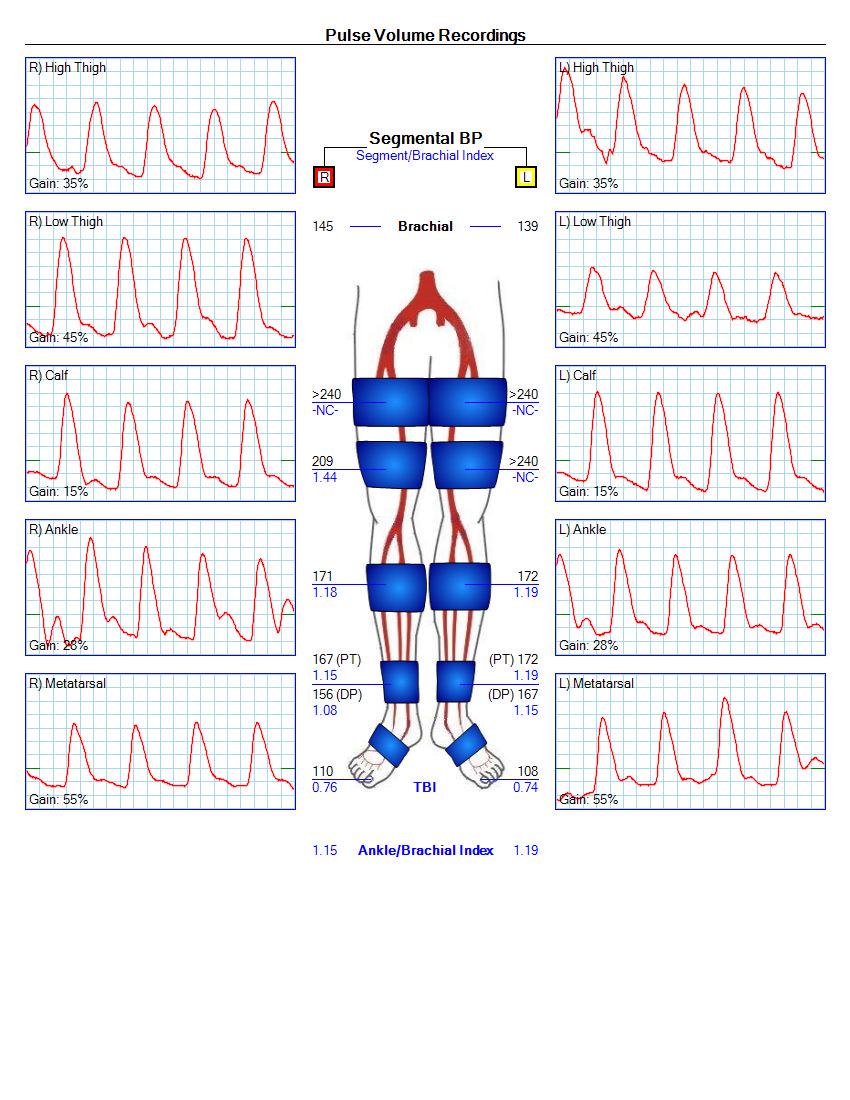 Pulse Volume Recordings
R) High Thigh
Gain: 35%
L) High Thigh
Gain: 35%
Segmental BP
Segment/Brachial Index
R
L
145 Brachial 139
R) Low Thigh
Gain: 45%
L) Low Thigh
Gain: 45%
R) Calf
Gain: 15%
L) Calf
Gain: 15%
>240 >240
-NC- -NC-
209 >240
1.44 -NC-
R) Ankle
Gain: 28%
L) Ankle
Gain: 28%
171 172
1.18 1.19
167 (PT) (PT) 172
1.15 1.19
156 (DP) (DP) 167
1.08 1.15
R) Metatarsal
Gain: 55%
L) Metatarsal
Gain: 55%
110 108
0.76 TBI 0.74
1.15 Ankle/Brachial Index 1.19